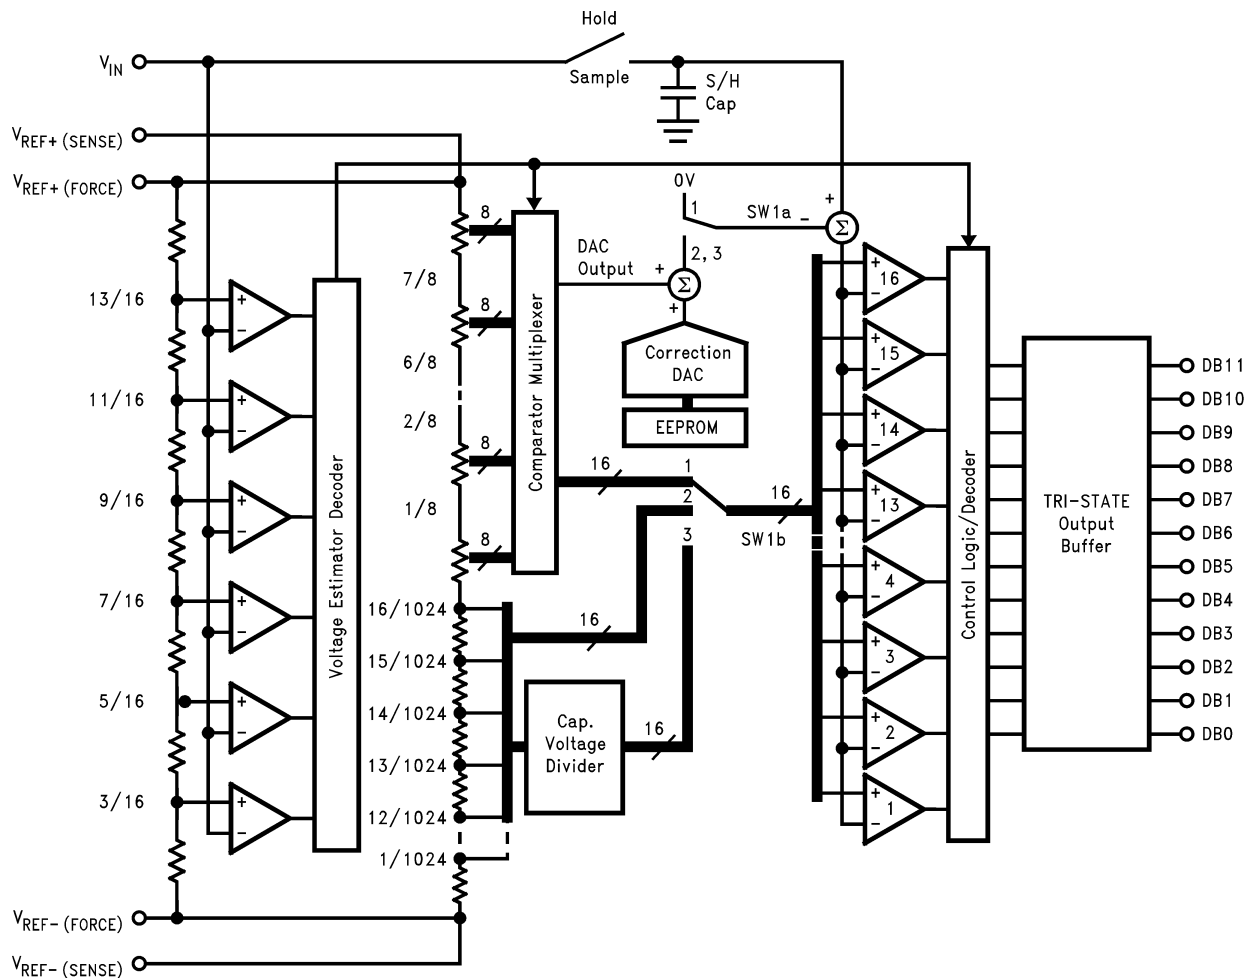 Hold
VIN
Sample
S/H
Cap
VREF+ (SENSE)
VREF+ (FORCE)
0V
1
SW1a
-
+
Σ
2, 3
DAC
Output
+
Σ
+
Correction
DAC
EEPROM
8
7/8
8
6/8
2/8
8
1/8
8
Comparator Multiplexer
13/16
11/16
9/16
7/16
5/16
3/16
+
−
+
−
+
−
+
−
+
−
+
−
Voltage Estimator Decoder
16/1024
15/1024
14/1024
13/1024
12/1024
1/1024
16
1
2
3
16
SW1b
16
Cap.
Voltage
Divider
16
+
16
−
+
15
−
+
14
−
+
13
−
+
4
−
+
3
−
+
2
−
+
1
−
Control Logic/Decoder
TRI-STATE
Output
Buffer
DB11
DB10
DB9
DB8
DB7
DB6
DB5
DB4
DB3
DB2
DB1
DB0
VREF− (FORCE)
VREF− (SENSE)